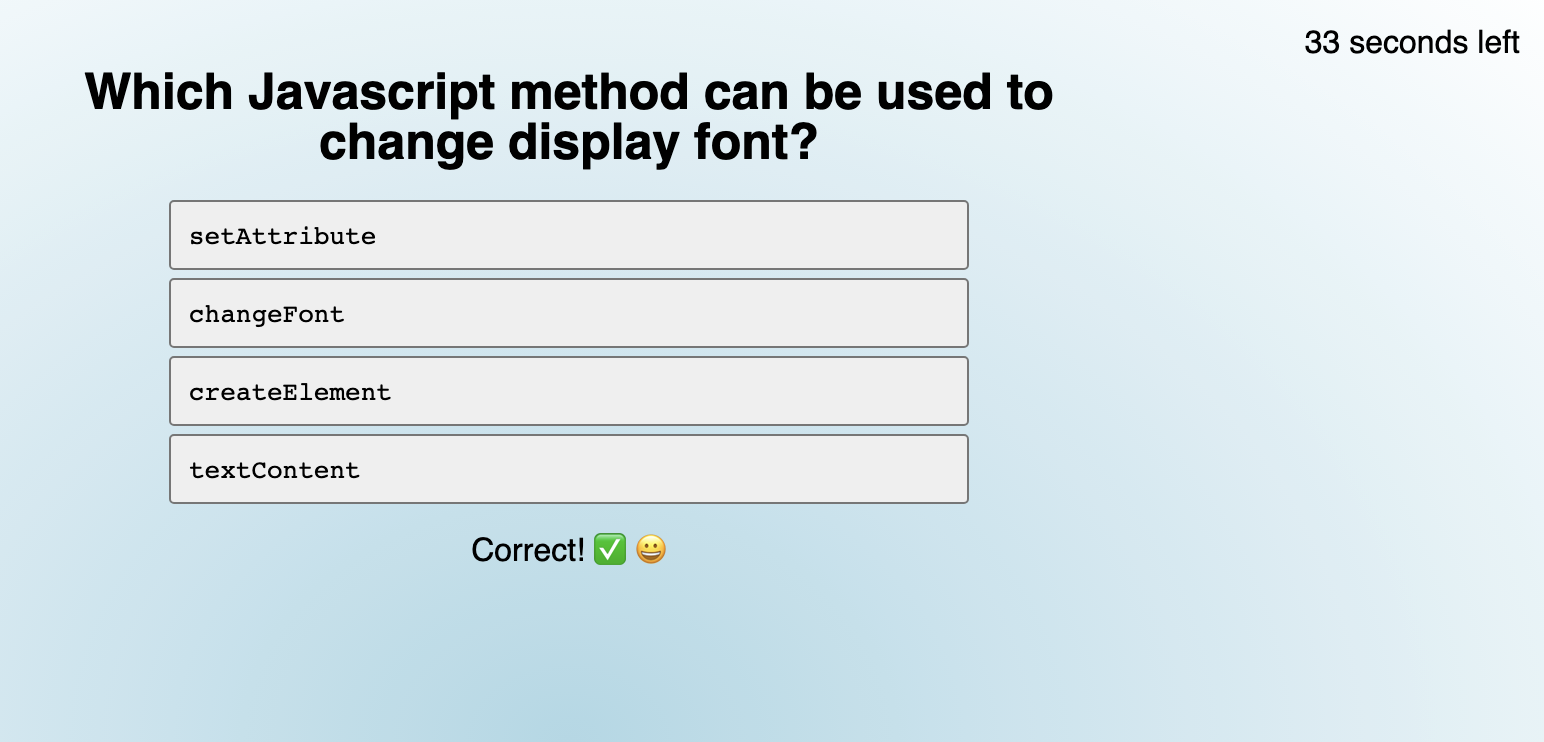 33 seconds left
Which Javascript method can be used to
change display font?
setAttribute
changeFont
createElement
textContent
Correct! ✅ 😀